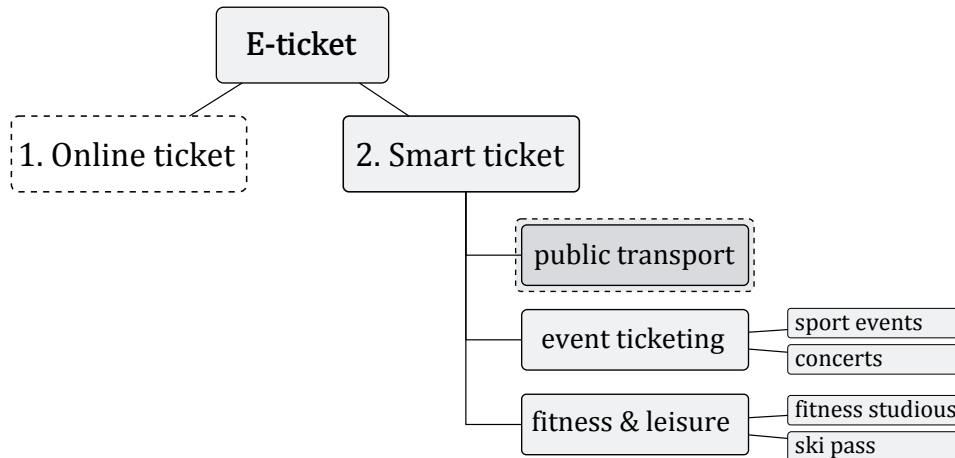 E-ticket
1. Online ticket
2. Smart ticket
public transport
event ticketing
sport events
concerts
fitness & leisure
fitness studious
ski pass